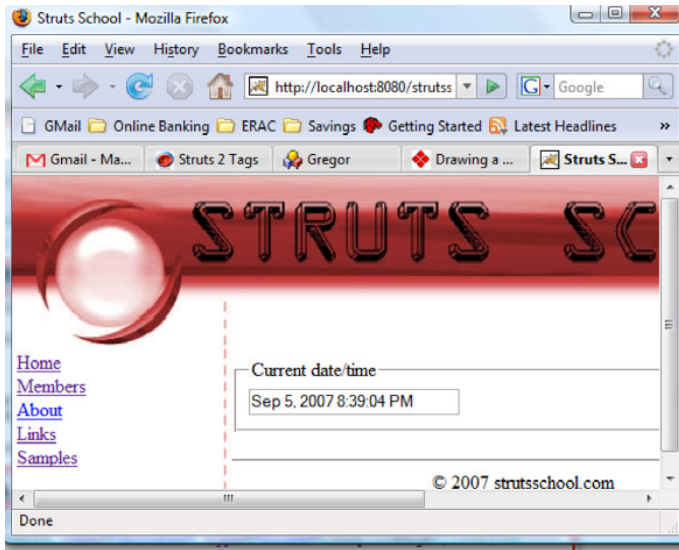 Struts School - Mozilla Firefox
File Edit View History Bookmarks Tools Help
http://localhost:8080/strutss G Google
GMail Online Banking ERAC Savings Getting Started Latest Headlines »
Gmail - Ma... Struts 2 Tags Gregor Drawing a ... Struts S...
STRUTS SC
Home
Members
About
Links
Samples
Current date/time
Sep 5, 2007 8:39:04 PM
© 2007 strutsschool.com
Done